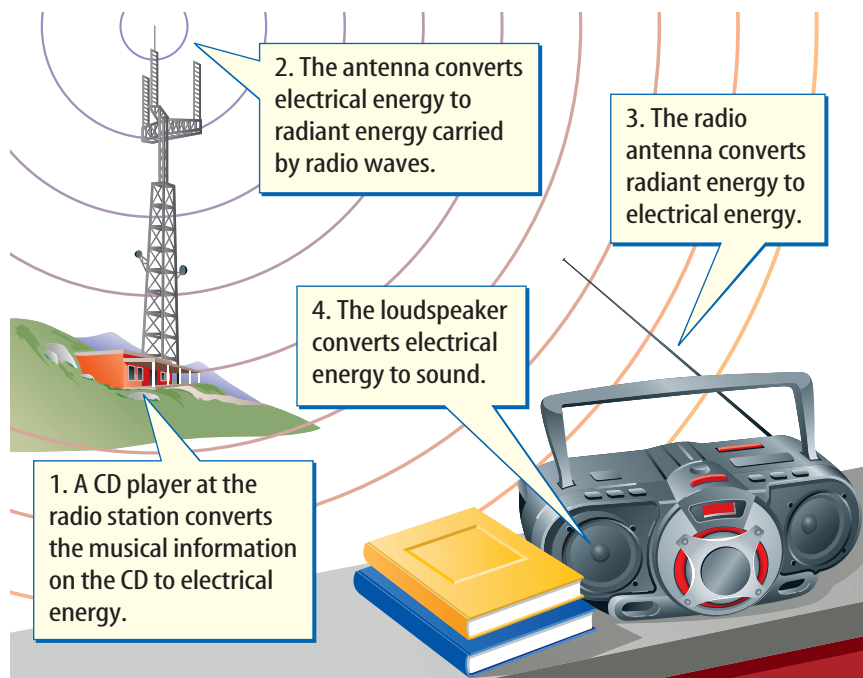 1. A CD player at the
radio station converts
the musical information
on the CD to electrical
energy.
2. The antenna converts
electrical energy to
radiant energy carried
by radio waves.
3. The radio
antenna converts
radiant energy to
electrical energy.
4. The loudspeaker
converts electrical
energy to sound.